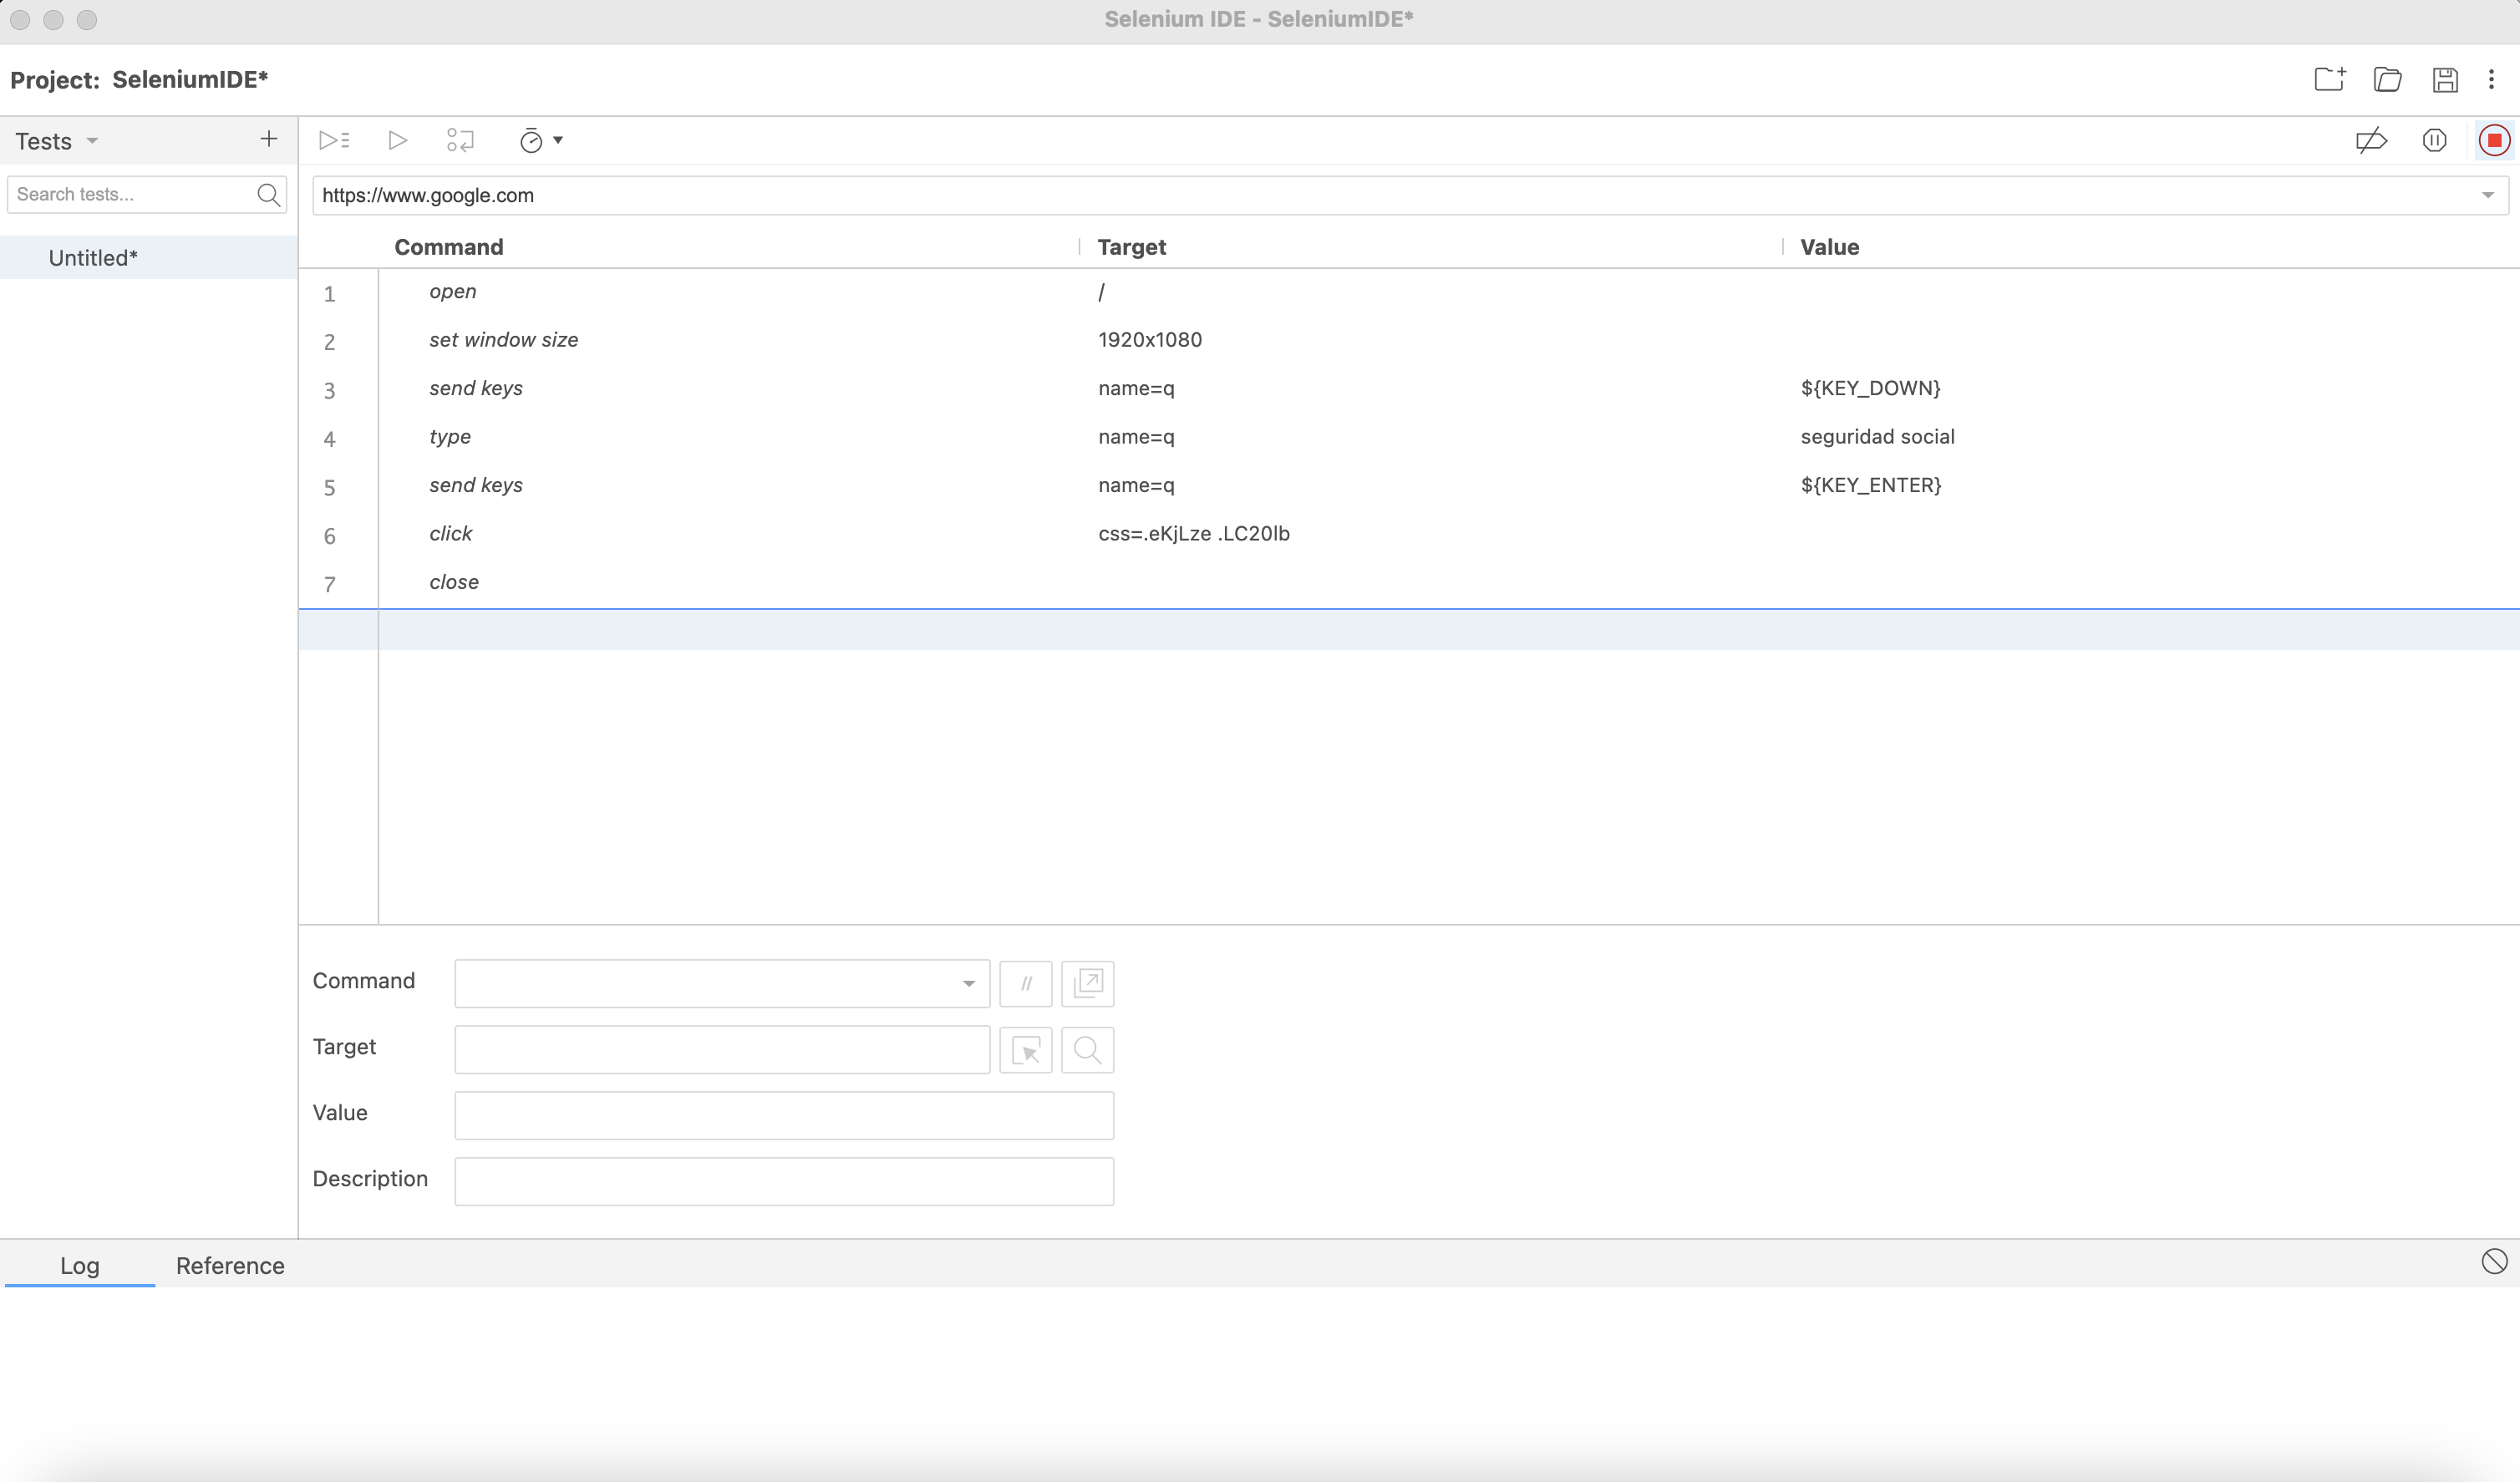 Selenium IDE - SeleniumIDE*
Project: SeleniumIDE*
Tests
Search tests...
Untitled*
https://www.google.com
Command Target Value
1 open /
2 set window size 1920x1080
3 send keys name=q ${KEY_DOWN}
4 type name=q seguridad social
5 send keys name=q ${KEY_ENTER}
6 click css=.eKjLze .LC20lb
7 close
Command //
Target
Value
Description
Log Reference